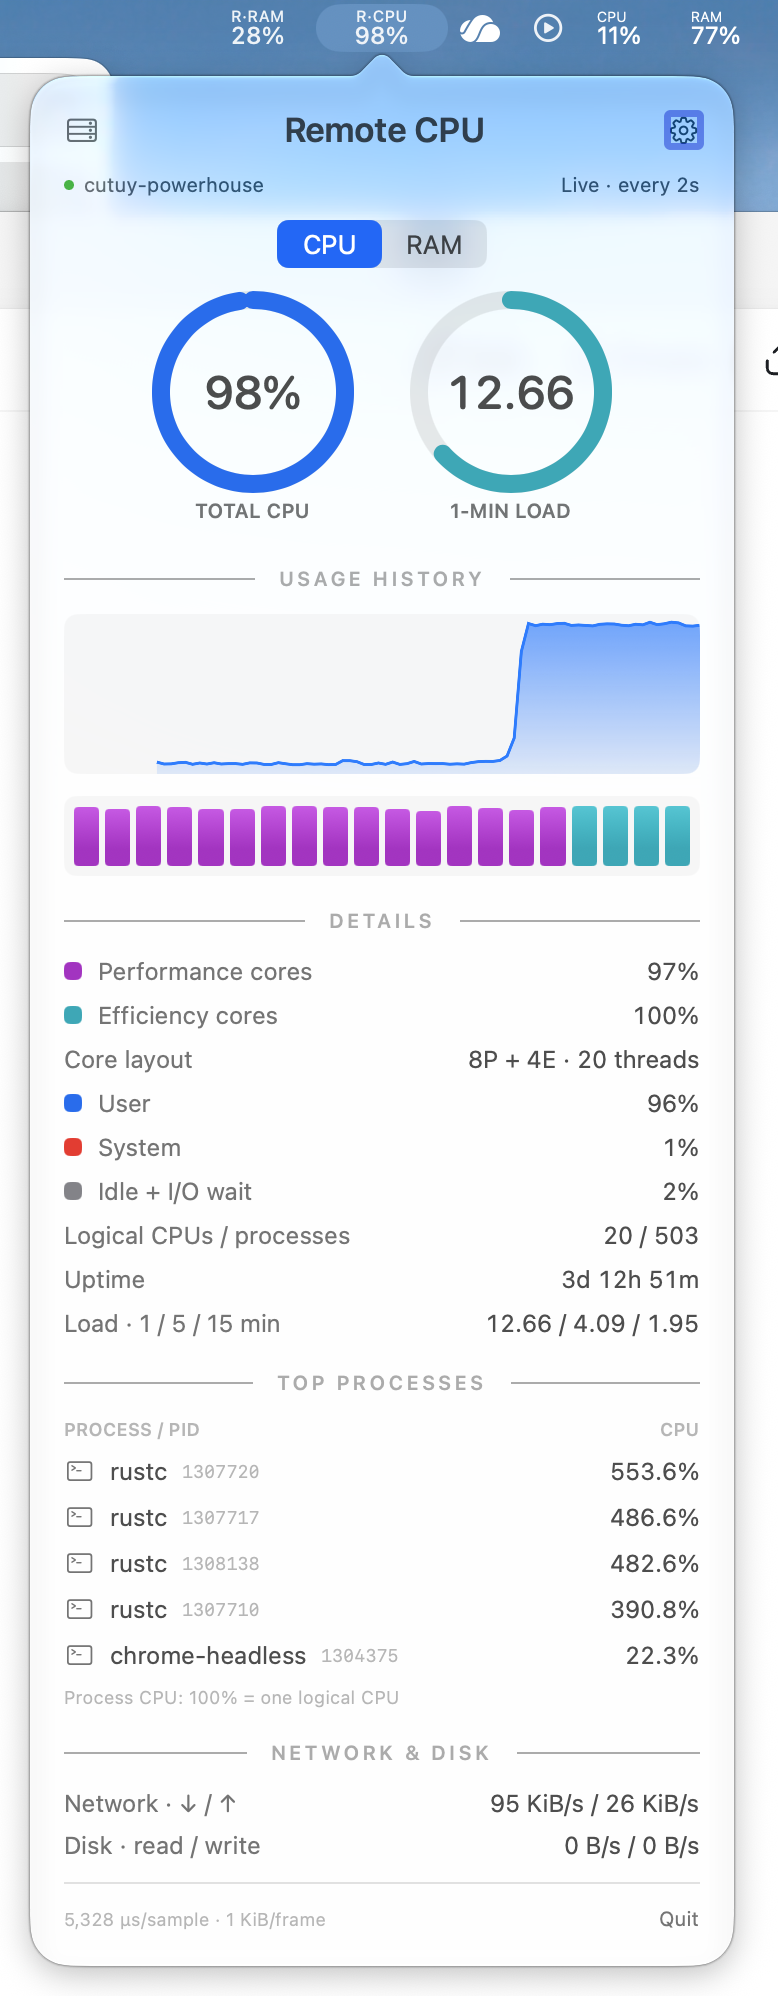 R·RAM R·CPU CPU RAM
28% 98% 11% 77%
Remote CPU
cutuy-powerhouse Live · every 2s
CPU RAM
98% 12.66
TOTAL CPU 1-MIN LOAD
USAGE HISTORY
DETAILS
Performance cores 97%
Efficiency cores 100%
Core layout 8P + 4E · 20 threads
User 96%
System 1%
Idle + I/O wait 2%
Logical CPUs / processes 20 / 503
Uptime 3d 12h 51m
Load · 1 / 5 / 15 min 12.66 / 4.09 / 1.95
TOP PROCESSES
PROCESS / PID CPU
rustc 1307720 553.6%
rustc 1307717 486.6%
rustc 1308138 482.6%
rustc 1307710 390.8%
chrome-headless 1304375 22.3%
Process CPU: 100% = one logical CPU
NETWORK & DISK
Network · ↓ / ↑ 95 KiB/s / 26 KiB/s
Disk · read / write 0 B/s / 0 B/s
5,328 µs/sample · 1 KiB/frame Quit